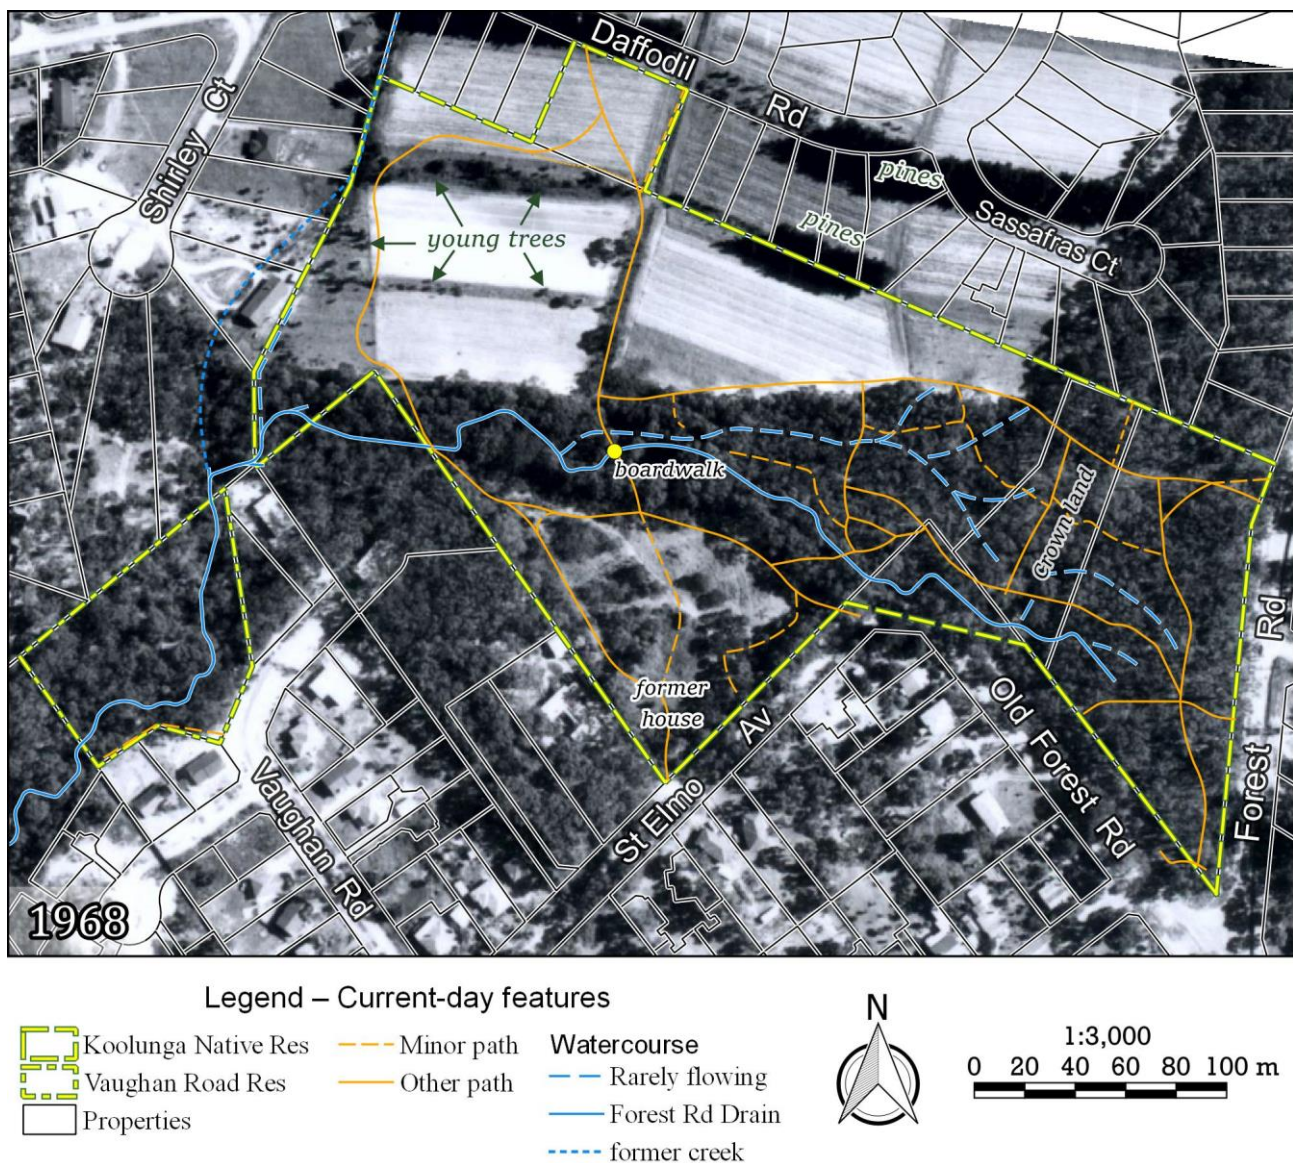 Daffodil
Rd
Shirley Ct
pines
pines
Sassafras Ct
young trees
boardwalk
crown land
former
house
St Elmo Av
Old Forest Rd
Forest Rd
Vaughan Rd
1968
Legend – Current-day features
Koolunga Native Res
Vaughan Road Res
Properties
Minor path
Other path
Watercourse
Rarely flowing
Forest Rd Drain
former creek
N
1:3,000
0 20 40 60 80 100 m